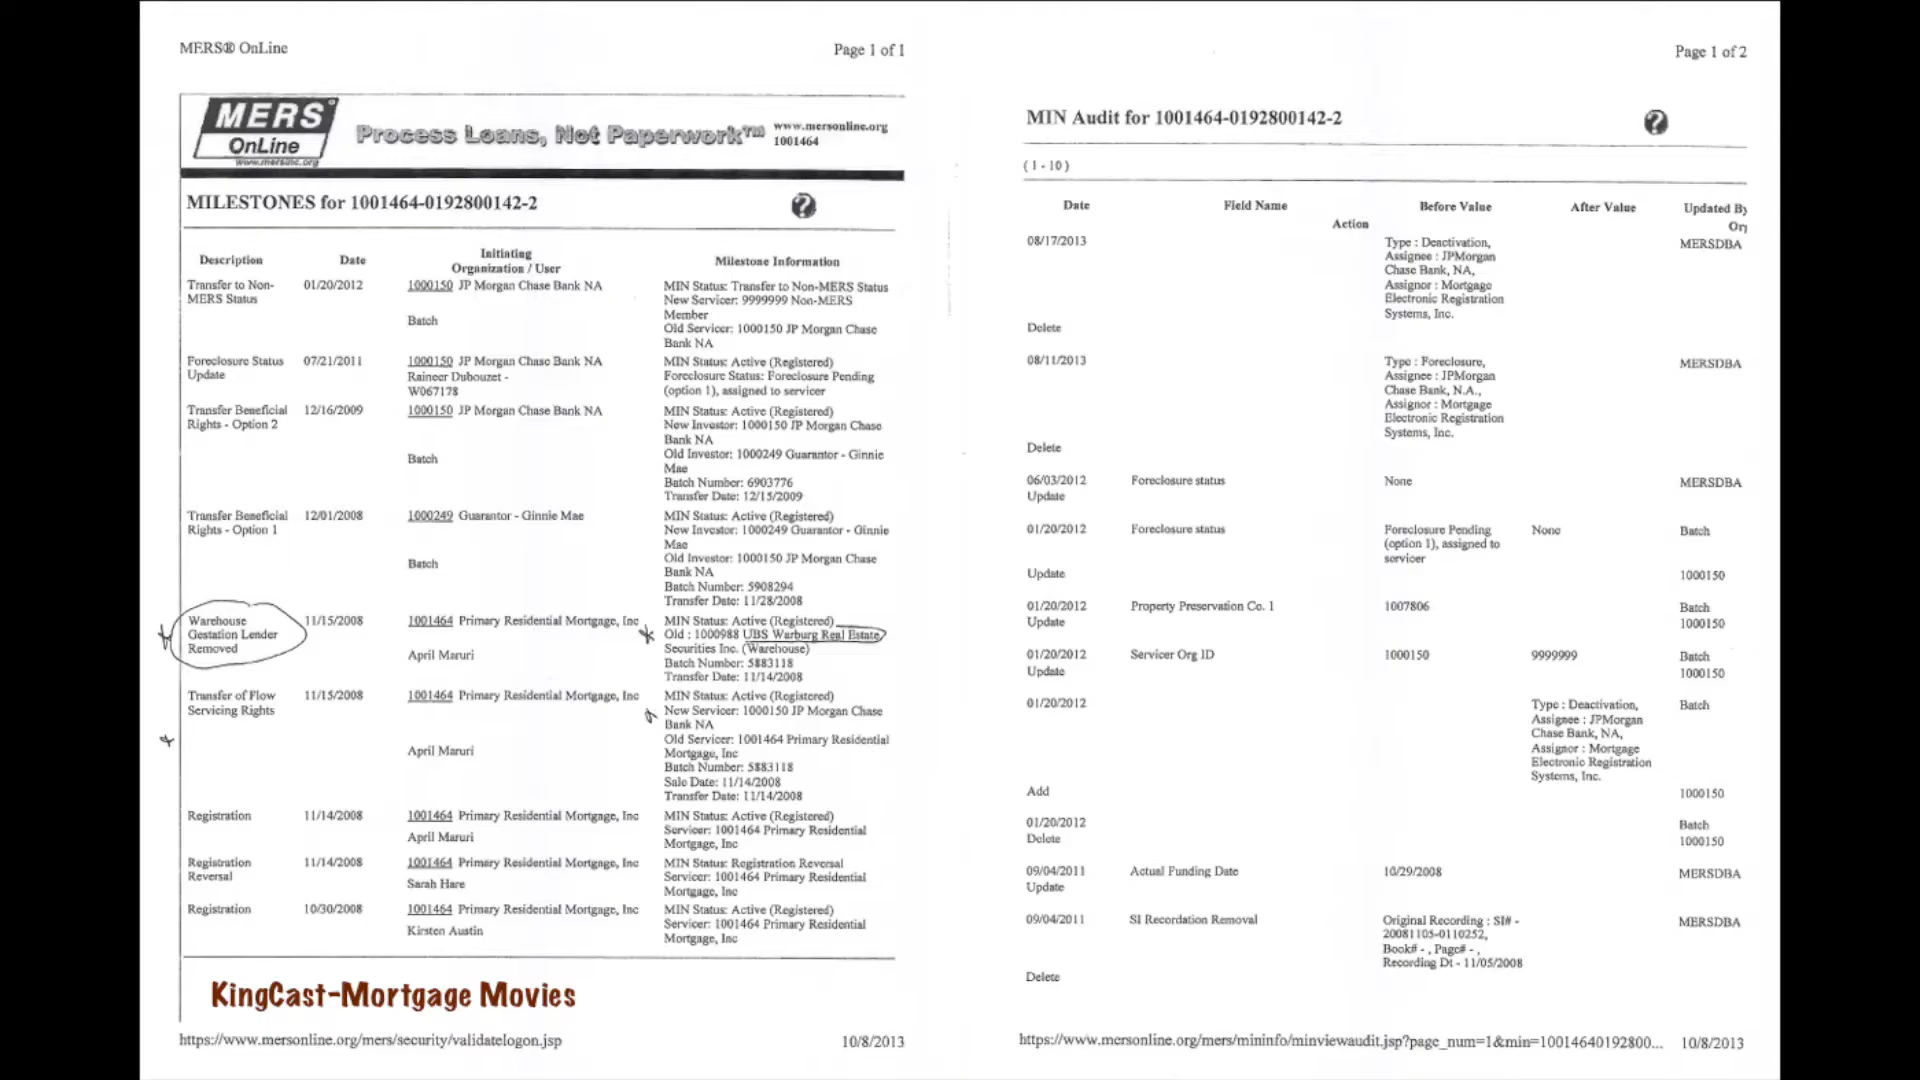 MERS® OnLine
Page 1 of 1
MERS®
OnLine
www.mersinc.org
Process Loans, Not Paperwork™
www.mersonline.org
1001464
MILESTONES for 1001464-0192800142-2
?
Description
Date
Initiating
Organization / User
Milestone Information
Transfer to Non-
MERS Status
01/20/2012
1000150 JP Morgan Chase Bank NA
Batch
MIN Status: Transfer to Non-MERS Status
New Servicer: 9999999 Non-MERS
Member
Old Servicer: 1000150 JP Morgan Chase
Bank NA
Foreclosure Status
Update
07/21/2011
1000150 JP Morgan Chase Bank NA
Raineer Dubouzet -
W067178
MIN Status: Active (Registered)
Foreclosure Status: Foreclosure Pending
(option 1), assigned to servicer
Transfer Beneficial
Rights - Option 2
12/16/2009
1000150 JP Morgan Chase Bank NA
Batch
MIN Status: Active (Registered)
New Investor: 1000150 JP Morgan Chase
Bank NA
Old Investor: 1000249 Guarantor - Ginnie
Mae
Batch Number: 6903776
Transfer Date: 12/15/2009
Transfer Beneficial
Rights - Option 1
12/01/2008
1000249 Guarantor - Ginnie Mae
Batch
MIN Status: Active (Registered)
New Investor: 1000249 Guarantor - Ginnie
Mae
Old Investor: 1000150 JP Morgan Chase
Bank NA
Batch Number: 5908294
Transfer Date: 11/28/2008
Warehouse
Gestation Lender
Removed
11/15/2008
1001464 Primary Residential Mortgage, Inc
April Maruri
MIN Status: Active (Registered)
Old : 1000988 UBS Warburg Real Estate
Securities Inc. (Warehouse)
Batch Number: 5883118
Transfer Date: 11/14/2008
Transfer of Flow
Servicing Rights
11/15/2008
1001464 Primary Residential Mortgage, Inc
April Maruri
MIN Status: Active (Registered)
New Servicer: 1000150 JP Morgan Chase
Bank NA
Old Servicer: 1001464 Primary Residential
Mortgage, Inc
Batch Number: 5883118
Sale Date: 11/14/2008
Transfer Date: 11/14/2008
Registration
11/14/2008
1001464 Primary Residential Mortgage, Inc
April Maruri
MIN Status: Active (Registered)
Servicer: 1001464 Primary Residential
Mortgage, Inc
Registration
Reversal
11/14/2008
1001464 Primary Residential Mortgage, Inc
Sarah Hare
MIN Status: Registration Reversal
Servicer: 1001464 Primary Residential
Mortgage, Inc
Registration
10/30/2008
1001464 Primary Residential Mortgage, Inc
Kirsten Austin
MIN Status: Active (Registered)
Servicer: 1001464 Primary Residential
Mortgage, Inc
KingCast-Mortgage Movies
https://www.mersonline.org/mers/security/validatelogon.jsp
10/8/2013
Page 1 of 2
MIN Audit for 1001464-0192800142-2
?
( 1 - 10 )
Date
Field Name
Action
Before Value
After Value
Updated By
Org
08/17/2013
Type : Deactivation,
Assignee : JPMorgan
Chase Bank, NA,
Assignor : Mortgage
Electronic Registration
Systems, Inc.
MERSDBA
Delete
08/11/2013
Type : Foreclosure,
Assignee : JPMorgan
Chase Bank, N.A.,
Assignor : Mortgage
Electronic Registration
Systems, Inc.
MERSDBA
Delete
06/03/2012
Update
Foreclosure status
None
MERSDBA
01/20/2012
Foreclosure status
Foreclosure Pending
(option 1), assigned to
servicer
None
Batch
Update
1000150
01/20/2012
Update
Property Preservation Co. 1
1007806
Batch
1000150
01/20/2012
Update
Servicer Org ID
1000150
9999999
Batch
1000150
01/20/2012
Type : Deactivation,
Assignee : JPMorgan
Chase Bank, NA,
Assignor : Mortgage
Electronic Registration
Systems, Inc.
Batch
Add
1000150
01/20/2012
Delete
Batch
1000150
09/04/2011
Update
Actual Funding Date
10/29/2008
MERSDBA
09/04/2011
SI Recordation Removal
Original Recording : SI# -
20081105-0110252,
Book# - , Page# - ,
Recording Dt - 11/05/2008
MERSDBA
Delete
https://www.mersonline.org/mers/mininfo/minviewaudit.jsp?page_num=1&min=10014640192800...
10/8/2013